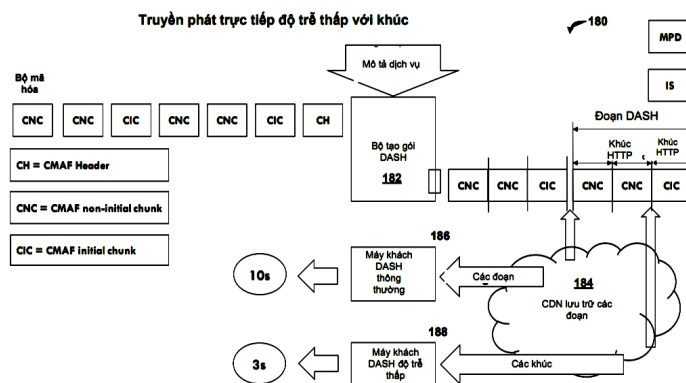 Truyền phát trực tiếp độ trễ thấp với khúc
180
MPD
Mô tả dịch vụ
Bộ mã
hóa
IS
CNC CNC CIC CNC CNC CIC CH
Đoạn DASH
Bộ tạo gói
DASH
182
Khúc
HTTP
Khúc
HTTP
CH = CMAF Header
CNC CNC CIC CNC CNC CIC
CNC = CMAF non-initial chunk
CIC = CMAF initial chunk
186
10s
Máy khách
DASH
thông
thường
Các đoạn
184
CDN lưu trữ các
đoạn
188
3s
Máy khách
DASH độ trễ
thấp
Các khúc